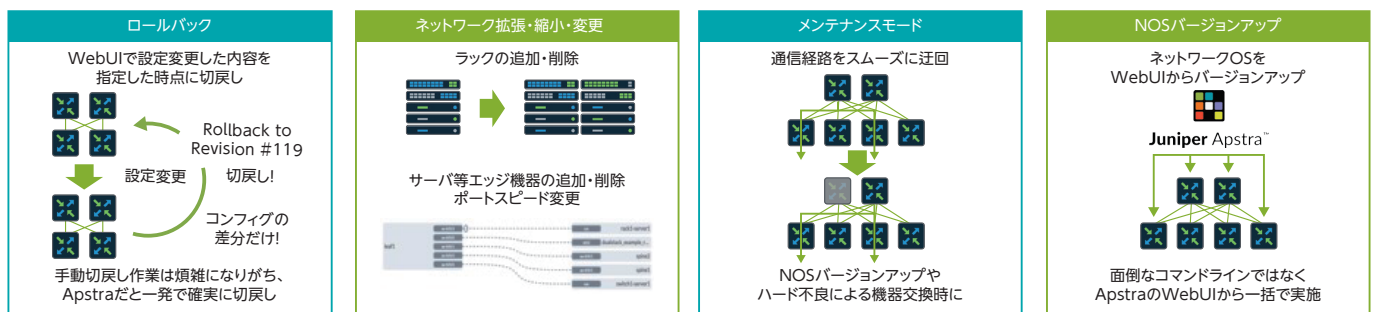 ロールバック
WebUIで設定変更した内容を
指定した時点に切戻し
Rollback to
Revision #119
設定変更
切戻し!
コンフィグの
差分だけ!
手動切戻し作業は煩雑になりがち、
Apstraだと一発で確実に切戻し
ネットワーク拡張・縮小・変更
ラックの追加・削除
サーバ等エッジ機器の追加・削除
ポートスピード変更
メンテナンスモード
通信経路をスムーズに迂回
NOSバージョンアップや
ハード不良による機器交換時に
NOSバージョンアップ
ネットワークOSを
WebUIからバージョンアップ
Juniper Apstra™
面倒なコマンドラインではなく
ApstraのWebUIから一括で実施